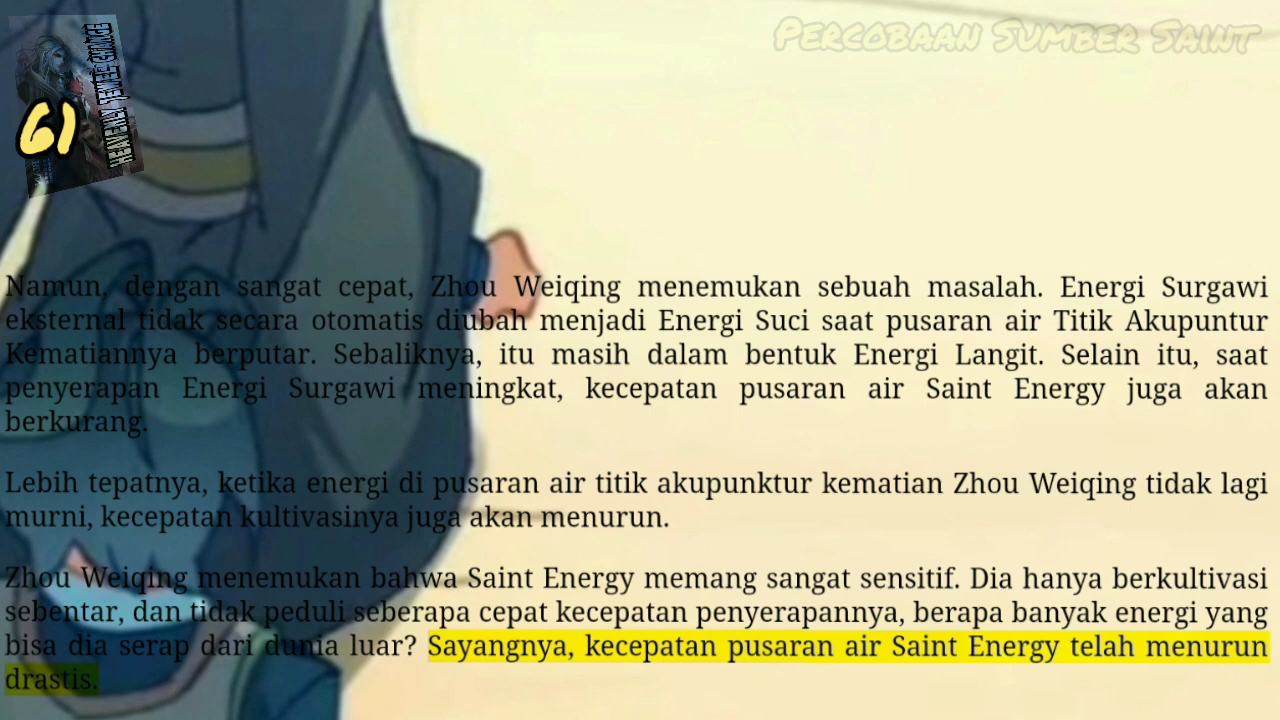 Percobaan Sumber Saint
HEAVENLY JEWEL CHANGE
61
Namun, dengan sangat cepat, Zhou Weiqing menemukan sebuah masalah. Energi Surgawi
eksternal tidak secara otomatis diubah menjadi Energi Suci saat pusaran air Titik Akupuntur
Kematiannya berputar. Sebaliknya, itu masih dalam bentuk Energi Langit. Selain itu, saat
penyerapan Energi Surgawi meningkat, kecepatan pusaran air Saint Energy juga akan
berkurang.
Lebih tepatnya, ketika energi di pusaran air titik akupunktur kematian Zhou Weiqing tidak lagi
murni, kecepatan kultivasinya juga akan menurun.
Zhou Weiqing menemukan bahwa Saint Energy memang sangat sensitif. Dia hanya berkultivasi
sebentar, dan tidak peduli seberapa cepat kecepatan penyerapannya, berapa banyak energi yang
bisa dia serap dari dunia luar? Sayangnya, kecepatan pusaran air Saint Energy telah menurun
drastis.